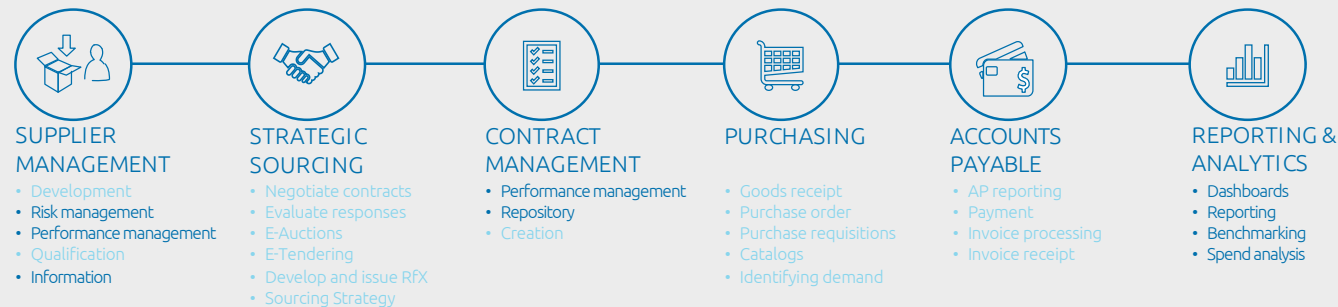 SUPPLIER
MANAGEMENT
• Development
• Risk management
• Performance management
• Qualification
• Information
STRATEGIC
SOURCING
• Negotiate contracts
• Evaluate responses
• E-Auctions
• E-Tendering
• Develop and issue RfX
• Sourcing Strategy
CONTRACT
MANAGEMENT
• Performance management
• Repository
• Creation
PURCHASING
• Goods receipt
• Purchase order
• Purchase requisitions
• Catalogs
• Identifying demand
$
ACCOUNTS
PAYABLE
• AP reporting
• Payment
• Invoice processing
• Invoice receipt
REPORTING &
ANALYTICS
• Dashboards
• Reporting
• Benchmarking
• Spend analysis